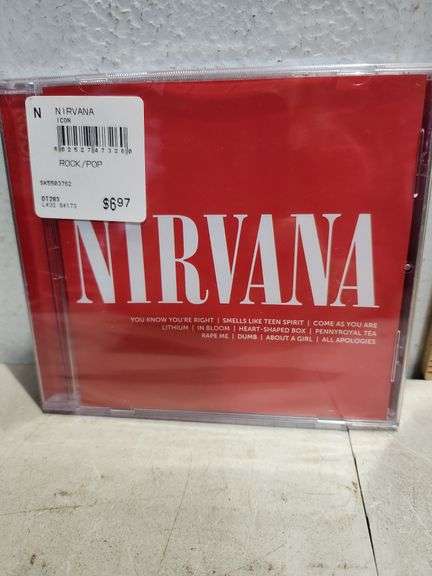 N NIRVANA
ICON
ROCK/POP
$6.97
NIRVANA
YOU KNOW YOU'RE RIGHT | SMELLS LIKE TEEN SPIRIT | COME AS YOU ARE
LITHIUM | IN BLOOM | HEART-SHAPED BOX | PENNYROYAL TEA
RAPE ME | DUMB | ABOUT A GIRL | ALL APOLOGIES